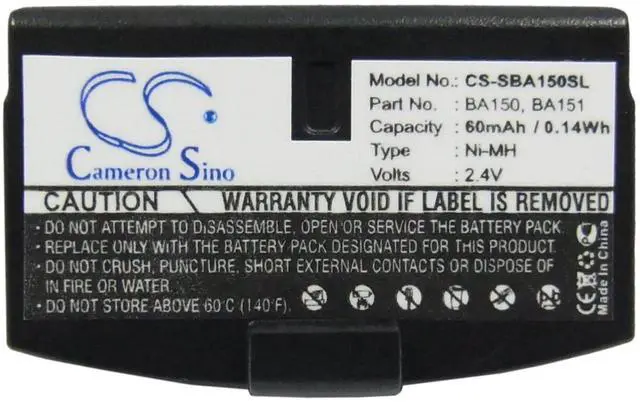 CS
Cameron Sino
Model No.: CS-SBA150SL
Part No.: BA150, BA151
Capacity: 60mAh / 0.14Wh
Type: Ni-MH
Volts: 2.4V
CAUTION
WARRANTY VOID IF LABEL IS REMOVED
• DO NOT ATTEMPT TO DISASSEMBLE, OPEN OR SERVICE THE BATTERY PACK.
• REPLACE ONLY WITH BATTERY PACK DESIGNATED FOR THIS PRODUCT.
• DO NOT CRUSH, PUNCTURE, SHORT EXTERNAL CONTACTS OR DISPOSE OF IN FIRE OR WATER.
• DO NOT STORE ABOVE 60°C (140°F).
Made In China